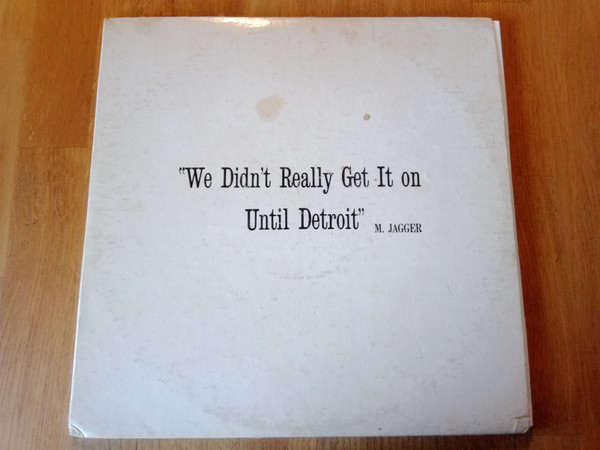 "We Didn't Really Get It on
Until Detroit" M. JAGGER